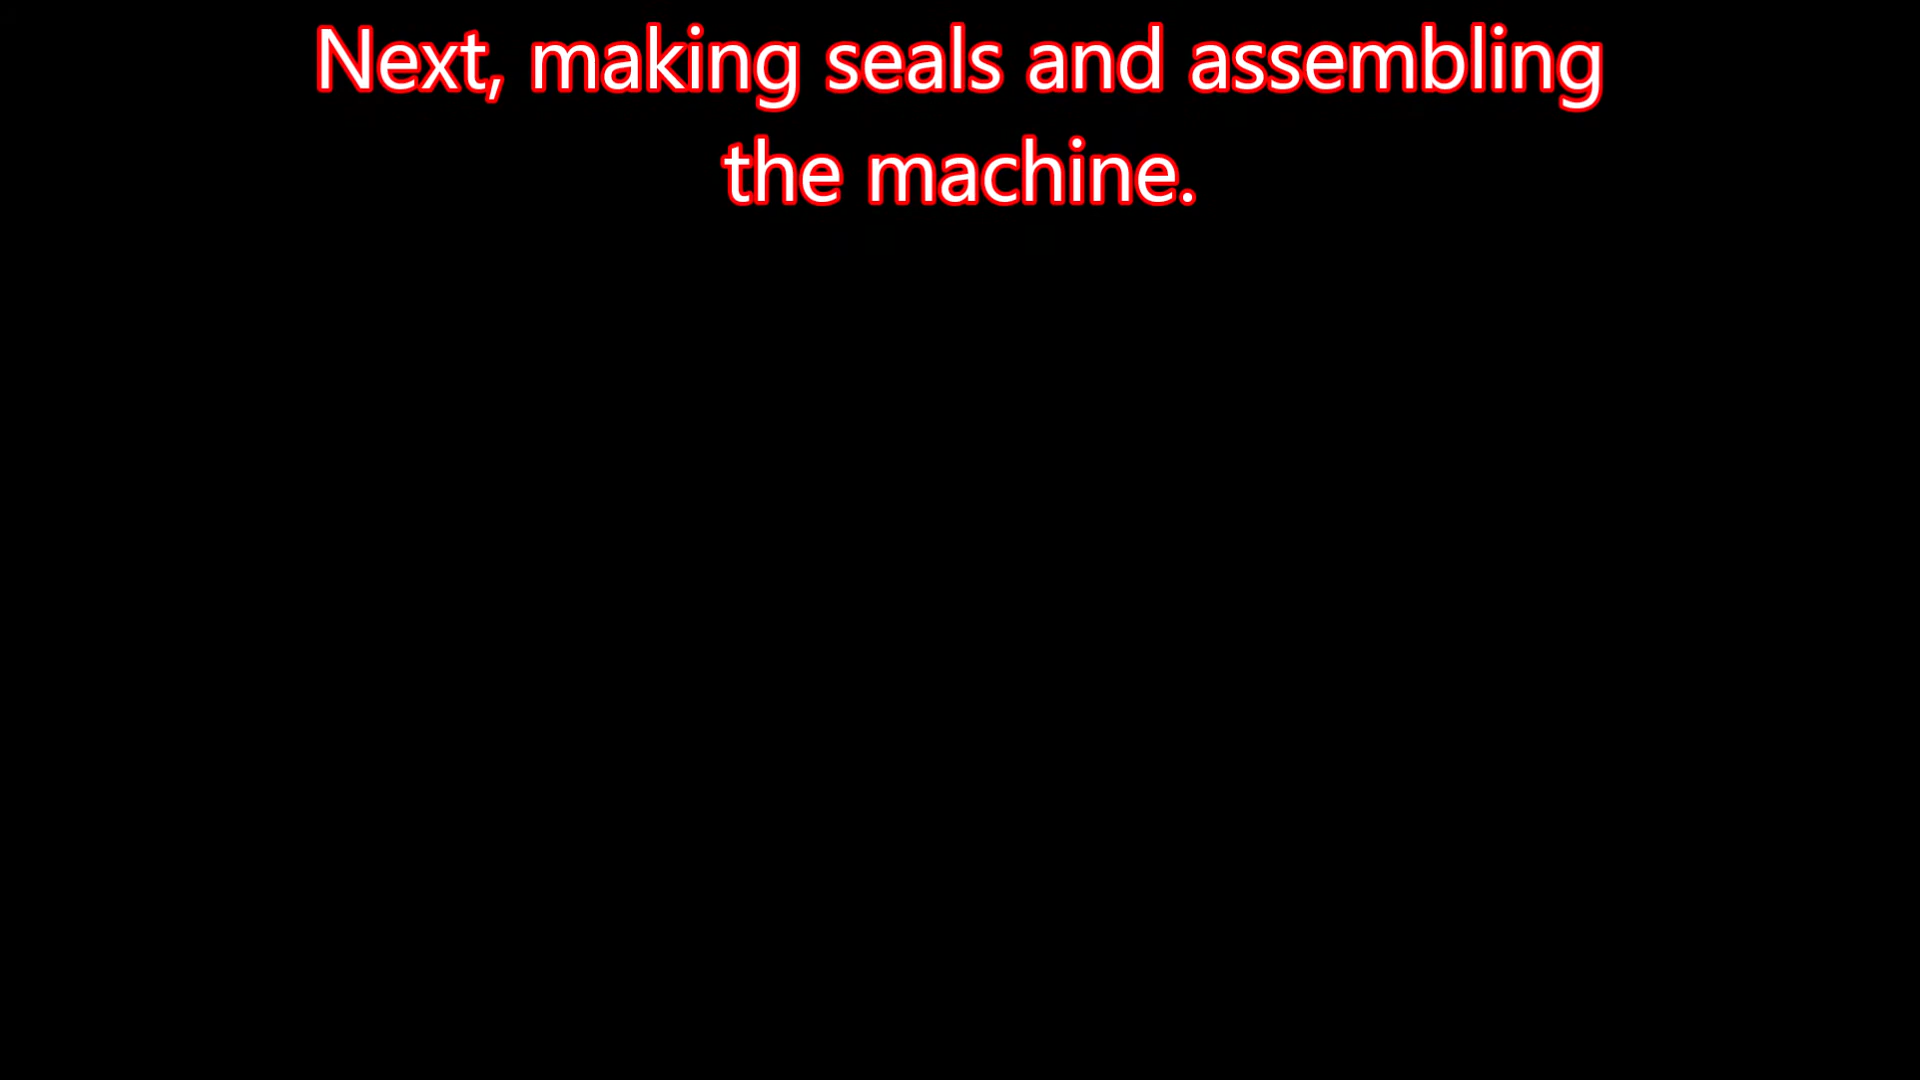 Next, making seals and assembling
the machine.